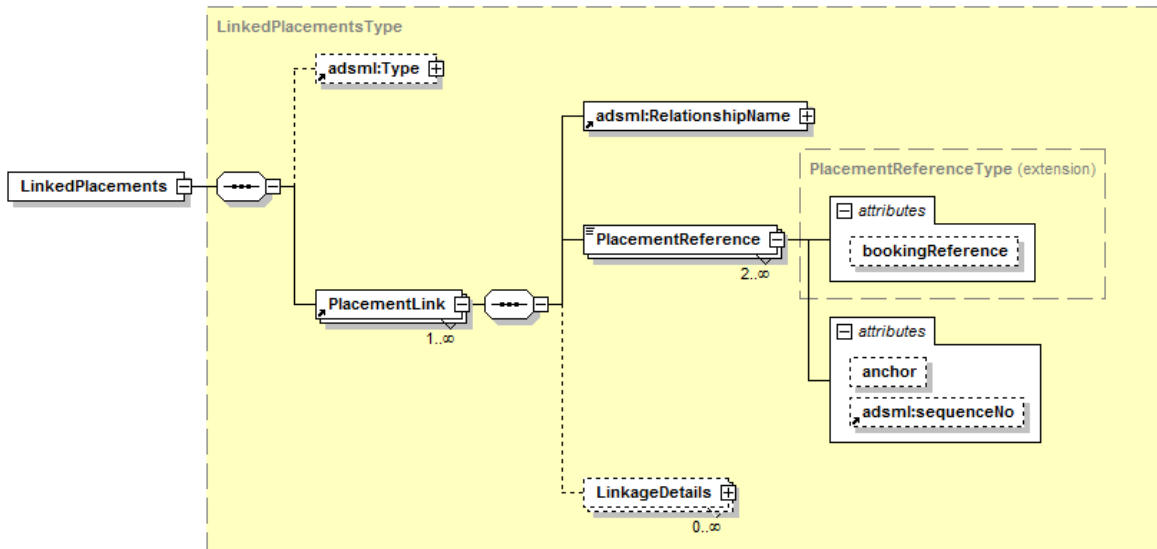 LinkedPlacementsType
adsml:Type
adsml:RelationshipName
PlacementReferenceType (extension)
LinkedPlacements
attributes
PlacementReference
bookingReference
2..∞
PlacementLink
1..∞
attributes
anchor
adsml:sequenceNo
LinkageDetails
0..∞